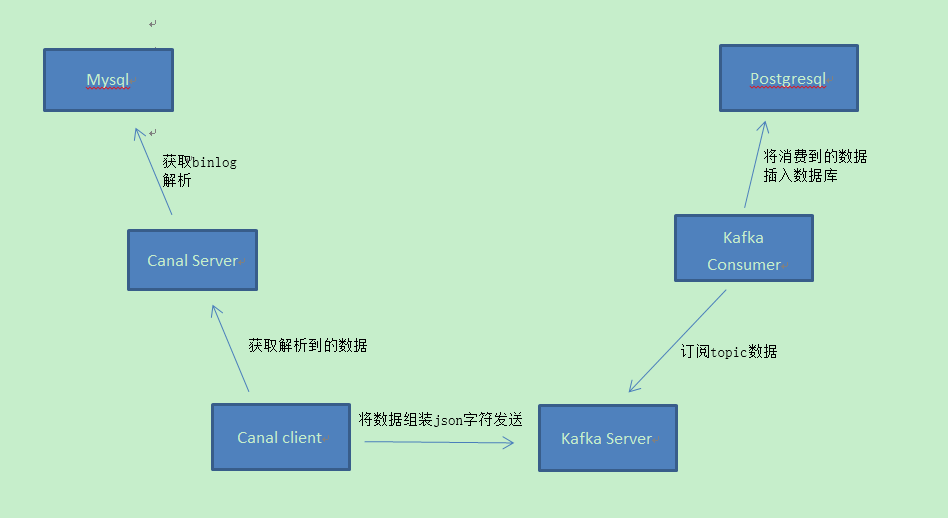 Mysql
Postgresql
获取binlog
解析
将消费到的数据
插入数据库
Canal Server
Kafka
Consumer
获取解析到的数据
订阅topic数据
将数据组装json字符发送
Canal client
Kafka Server